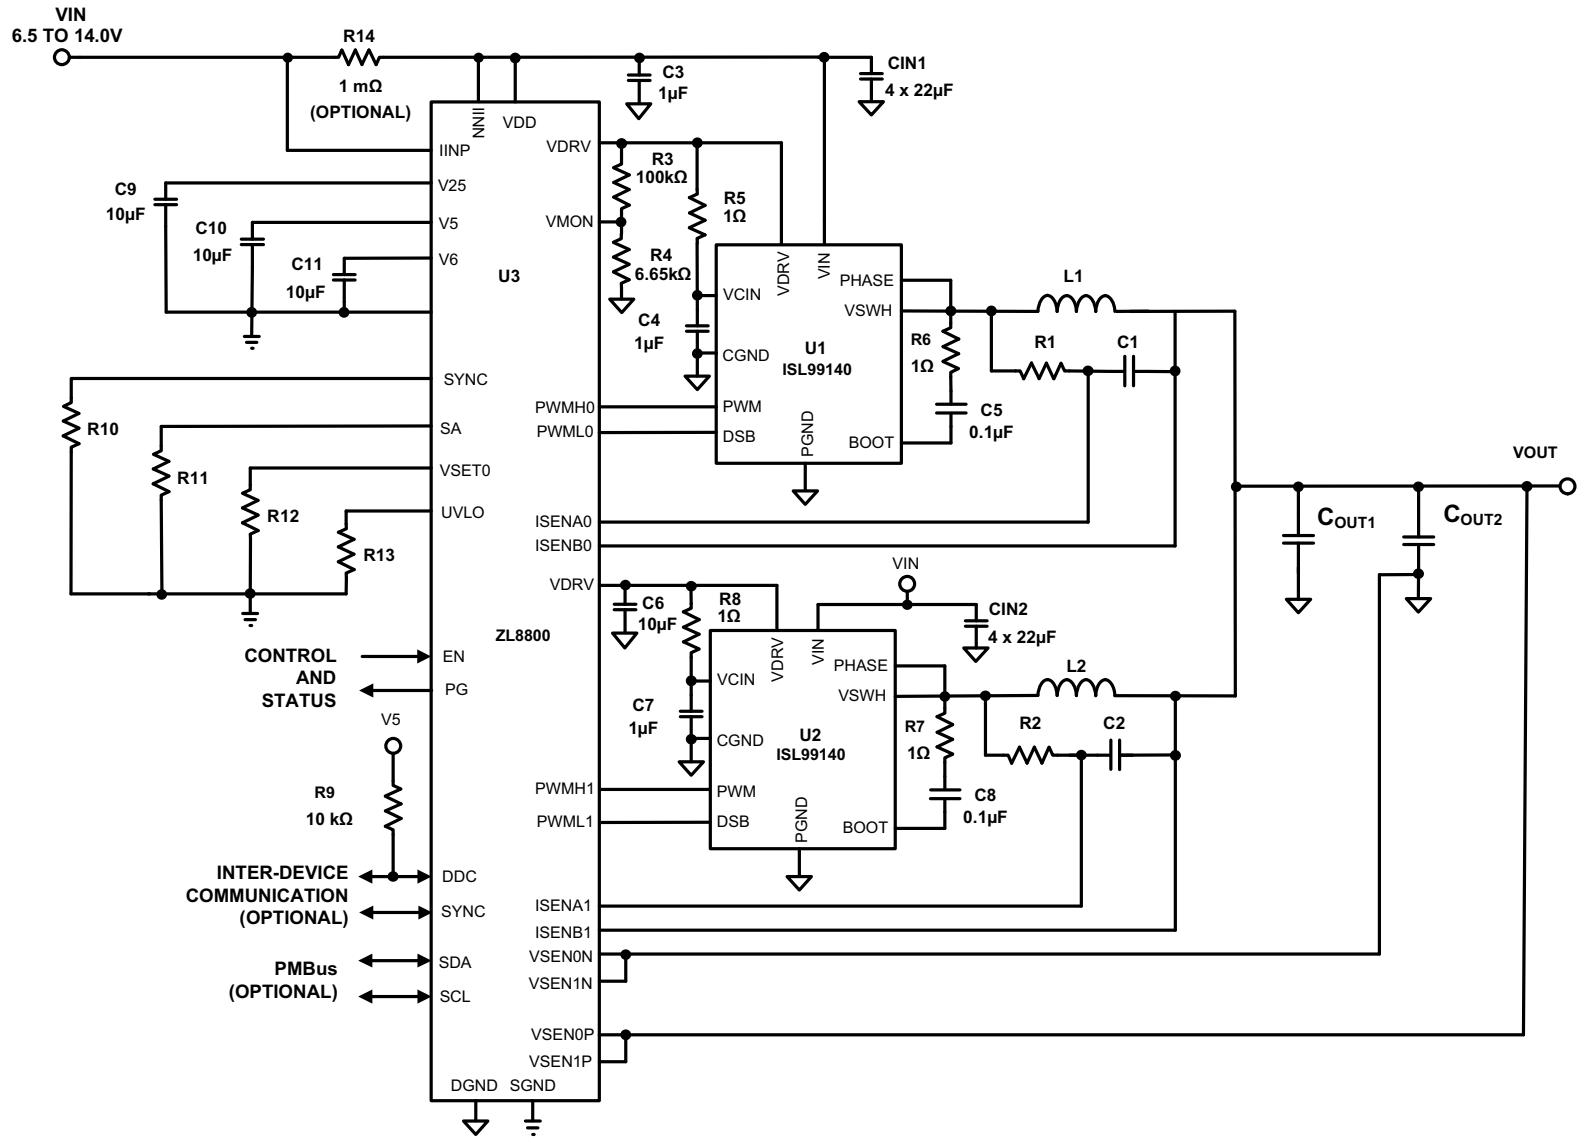 VIN
6.5 TO 14.0V
R14
1 mΩ
(OPTIONAL)
C3
1µF
CIN1
4 x 22µF
IINN
VDD
IINP
V25
V5
V6
U3
C9
10µF
C10
10µF
C11
10µF
VDRV
VMON
R3
100kΩ
R4
6.65kΩ
R5
1Ω
C4
1µF
VCIN
CGND
VDRV
VIN
PHASE
VSWH
U1
ISL99140
PWM
DSB
PGND
BOOT
R6
1Ω
C5
0.1µF
L1
R1
C1
SYNC
SA
VSET0
UVLO
R10
R11
R12
R13
PWMH0
PWML0
ISENA0
ISENB0
VOUT
COUT1
COUT2
VDRV
C6
10µF
R8
1Ω
C7
1µF
VIN
CIN2
4 x 22µF
VCIN
CGND
VDRV
VIN
PHASE
VSWH
U2
ISL99140
PWM
DSB
PGND
BOOT
R7
1Ω
C8
0.1µF
L2
R2
C2
ZL8800
CONTROL
AND
STATUS
EN
PG
V5
R9
10 kΩ
INTER-DEVICE
COMMUNICATION
(OPTIONAL)
DDC
SYNC
PMBus
(OPTIONAL)
SDA
SCL
PWMH1
PWML1
ISENA1
ISENB1
VSEN0N
VSEN1N
VSEN0P
VSEN1P
DGND
SGND